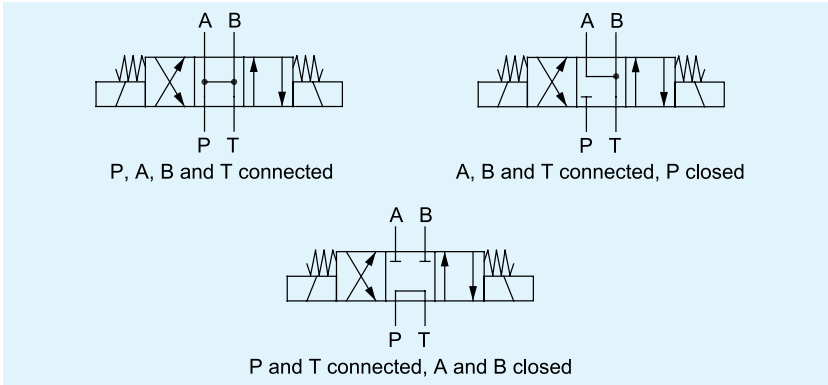 A B A B
P T P T
P, A, B and T connected A, B and T connected, P closed
A B
P T
P and T connected, A and B closed